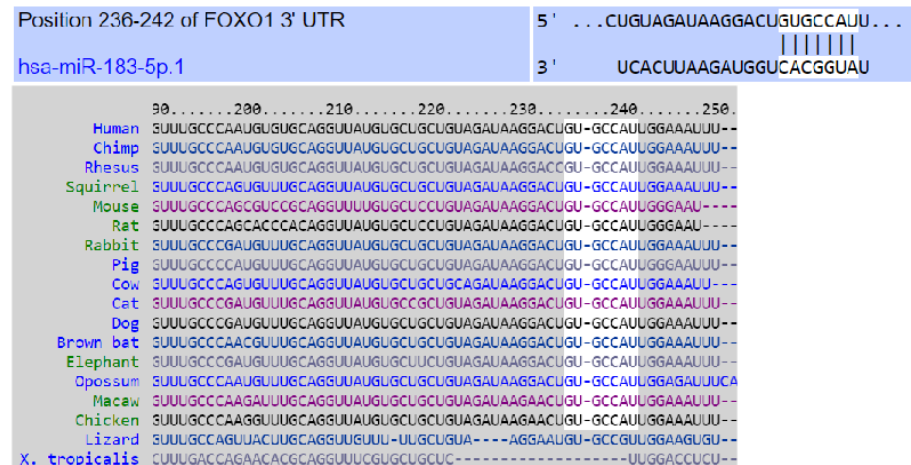 Position 236-242 of FOXO1 3' UTR
5' ...CUGUAGAUAAGGACUGUGCCAUU...
hsa-miR-183-5p.1
3' UCACUUAAGAUGGUCACGGUAU
90.......200.......210.......220.......230.......240.......250.
Human GUUUGCCCAAUGUGUGCAGGUUAUGUGCUGCUGUAGAUAAGGACUGU-GCCAUUGGAAAUUU--
Chimp GUUUGCCCAAUGUGUGCAGGUUAUGUGCUGCUGUAGAUAAGGACUGU-GCCAUUGGAAAUUU--
Rhesus GUUUGCCCAAUGUGUGCAGGUUAUGUGCUGCUGUAGAUAAGGACCGU-GCCAUUGGAAAUUU--
Squirrel GUUUGCCCAGUGUUUGCAGGUUAUGUGCUGCUGUAGAUAAGGACUGU-GCCAUUGGAAAUUU--
Mouse GUUUGCCCAGCGUCCGCAGGUUUUGUGCUCCUGUAGAUAAGGACUGU-GCCAUUGGGAAU----
Rat GUUUGCCCAGCACCCACAGGUUAUGUGCUCCUGUAGAUAAGGACUGU-GCCAUUGGGAAU----
Rabbit GUUUGCCCGAUGUUUGCAGGUUAUGUGCUGCUGUAGAUAAGGACUGU-GCCAUUGGAAAUUU--
Pig GUUUGCCCCAUGUUUGCAGGUUAUGUGCUGCUGUAGAUAAGGACUGU-GCCAUUGGGAAUUU--
Cow GUUUGCCCAGUGUUUGCAGGUUAUGUGCUGCUGCAGAUAAGGACUGU-GCCAUUGGAAAUU---
Cat GUUUGCCCGAUGUUUGCAGGUUAUGUGCCGCUGUAGAUAAGGACUGU-GCCAUUGGAAAUUU--
Dog GUUUGCCCGAUGUUUGCAGGUUAUGUGCUGCUGUAGAUAAGGACUGU-GCCAUUGGAAAUUU--
Brown bat GUUUGCCCAACGUUUGCAGGUUAUGUGCUGCUGUAGAUAAGGACUGU-GCCAUUGGAAAUUU--
Elephant GUUUGCCCGAUGUUUGCAGGUUAUGUGCUUCUGUAGAUAAGGACUGU-GCCAUUGGAAAUUU--
Opossum GUUUGCCCAAUGUUUGCAGGUUAUGUGCUGCUGUAGAUAAGGACUGU-GCCAUUGGAGAUUUCA
Macaw GUUUGCCCAAGAUUUGCAGGUUAUGUGCUGCUGUAGAUAAGAACUGU-GCCAUUGGAAAUUU--
Chicken GUUUGCCCAAGGUUUGCAGGUUAUGUGCUGCUGUAGAUAAGAACUGU-GCCAUUGGAAAUUU--
Lizard GUUUGCCAGUUACUUGCAGGUUGUUU-UUGCUGUA----AGGAAUGU-GCCGUUGGAAGUGU--
X. tropicalis CUUUGACCAGAACACGCAGGUUUCGUGCUGCUC-------------------UUGGACCUCU--